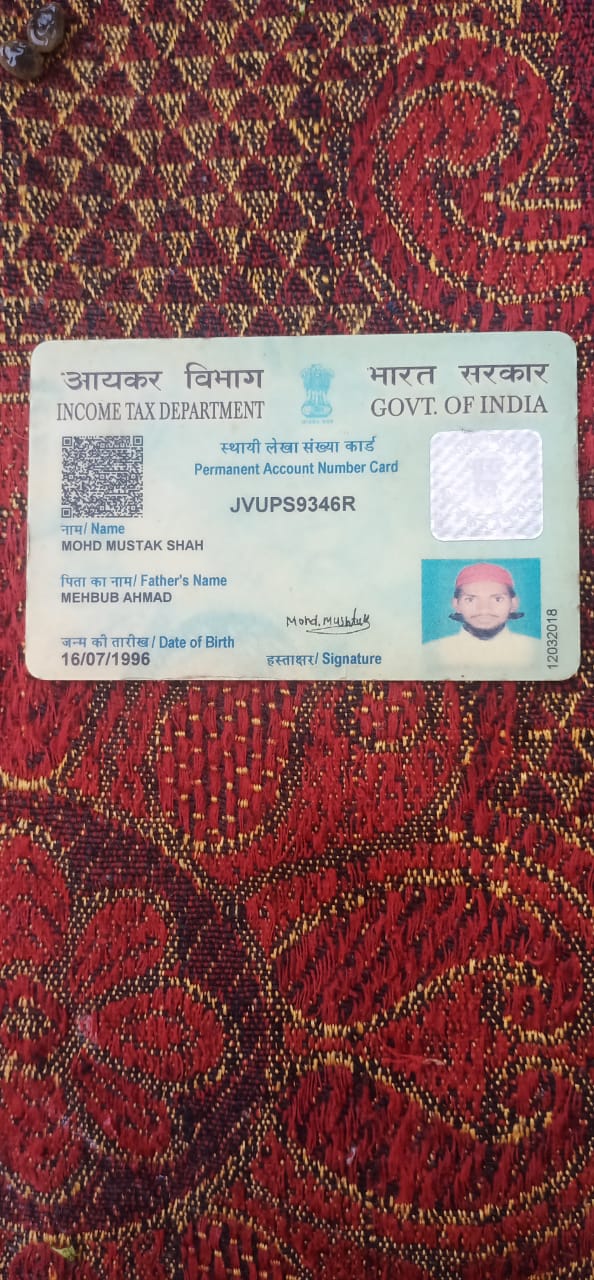 आयकर विभाग
INCOME TAX DEPARTMENT
भारत सरकार
GOVT. OF INDIA
स्थायी लेखा संख्या कार्ड
Permanent Account Number Card
JVUPS9346R
नाम/ Name
MOHD MUSTAK SHAH
पिता का नाम/ Father's Name
MEHBUB AHMAD
जन्म की तारीख/ Date of Birth
16/07/1996
Mohd. Mushtak
हस्ताक्षर/ Signature
12032018